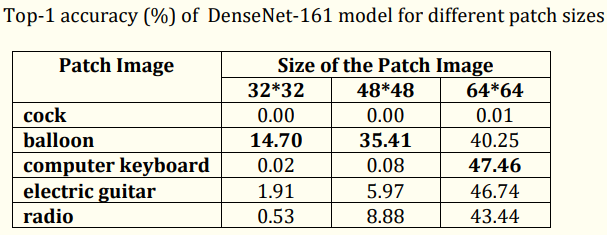 Top-1 accuracy (%) of DenseNet-161 model for different patch sizes
Patch Image Size of the Patch Image
32*32 48*48 64*64
cock 0.00 0.00 0.01
balloon 14.70 35.41 40.25
computer keyboard 0.02 0.08 47.46
electric guitar 1.91 5.97 46.74
radio 0.53 8.88 43.44